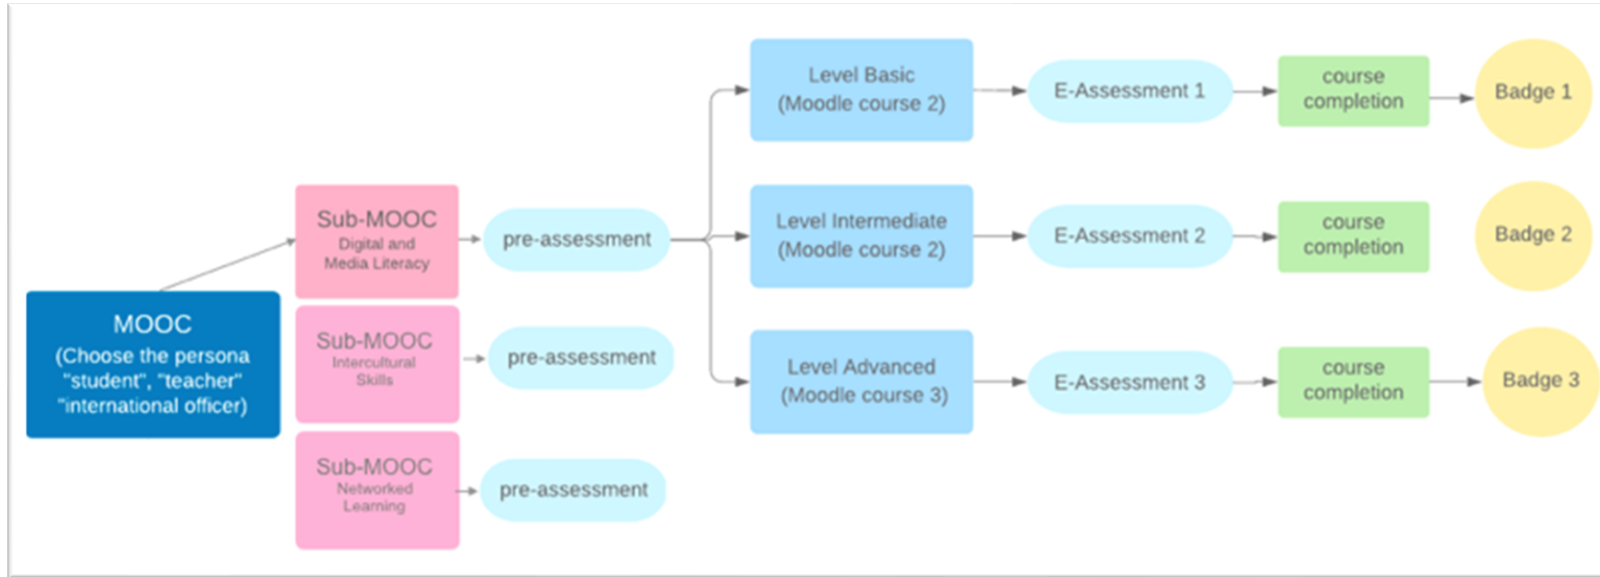 MOOC
(Choose the persona
"student", "teacher"
"international officer)
Sub-MOOC
Digital and
Media Literacy
pre-assessment
Sub-MOOC
Intercultural
Skills
pre-assessment
Sub-MOOC
Networked
Learning
pre-assessment
Level Basic
(Moodle course 2)
E-Assessment 1
course
completion
Badge 1
Level Intermediate
(Moodle course 2)
E-Assessment 2
course
completion
Badge 2
Level Advanced
(Moodle course 3)
E-Assessment 3
course
completion
Badge 3